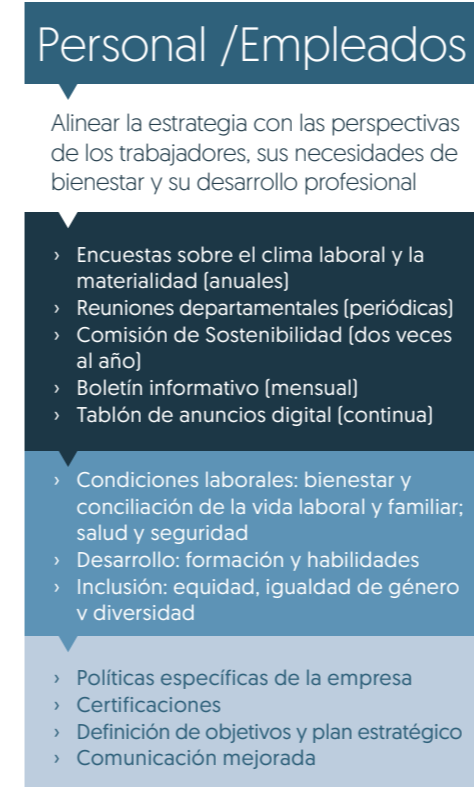 Personal /Empleados
Alinear la estrategia con las perspectivas
de los trabajadores, sus necesidades de
bienestar y su desarrollo profesional
› Encuestas sobre el clima laboral y la
materialidad (anuales)
› Reuniones departamentales (periódicas)
› Comisión de Sostenibilidad (dos veces
al año)
› Boletín informativo (mensual)
› Tablón de anuncios digital (continua)
› Condiciones laborales: bienestar y
conciliación de la vida laboral y familiar;
salud y seguridad
› Desarrollo: formación y habilidades
› Inclusión: equidad, igualdad de género
y diversidad
› Políticas específicas de la empresa
› Certificaciones
› Definición de objetivos y plan estratégico
› Comunicación mejorada